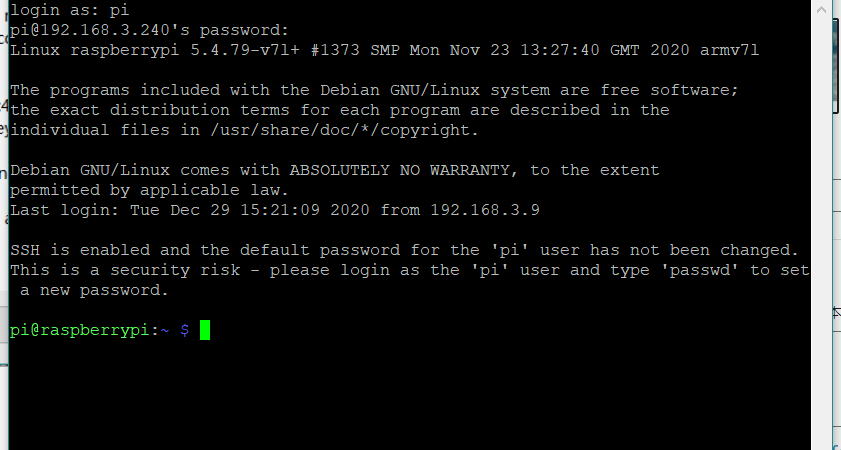 login as: pi
pi@192.168.3.240's password:
Linux raspberrypi 5.4.79-v7l+ #1373 SMP Mon Nov 23 13:27:40 GMT 2020 armv7l
The programs included with the Debian GNU/Linux system are free software;
the exact distribution terms for each program are described in the
individual files in /usr/share/doc/*/copyright.
Debian GNU/Linux comes with ABSOLUTELY NO WARRANTY, to the extent
permitted by applicable law.
Last login: Tue Dec 29 15:21:09 2020 from 192.168.3.9
SSH is enabled and the default password for the 'pi' user has not been changed.
This is a security risk - please login as the 'pi' user and type 'passwd' to set
 a new password.
pi@raspberrypi:~ $